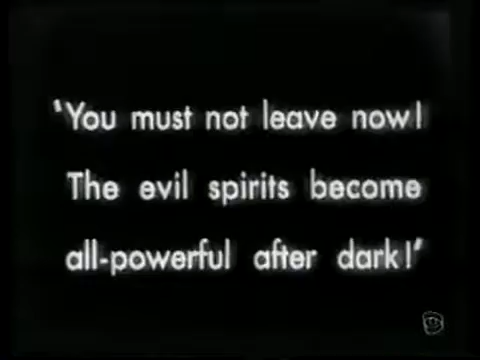 'You must not leave now!
The evil spirits become
all-powerful after dark!'